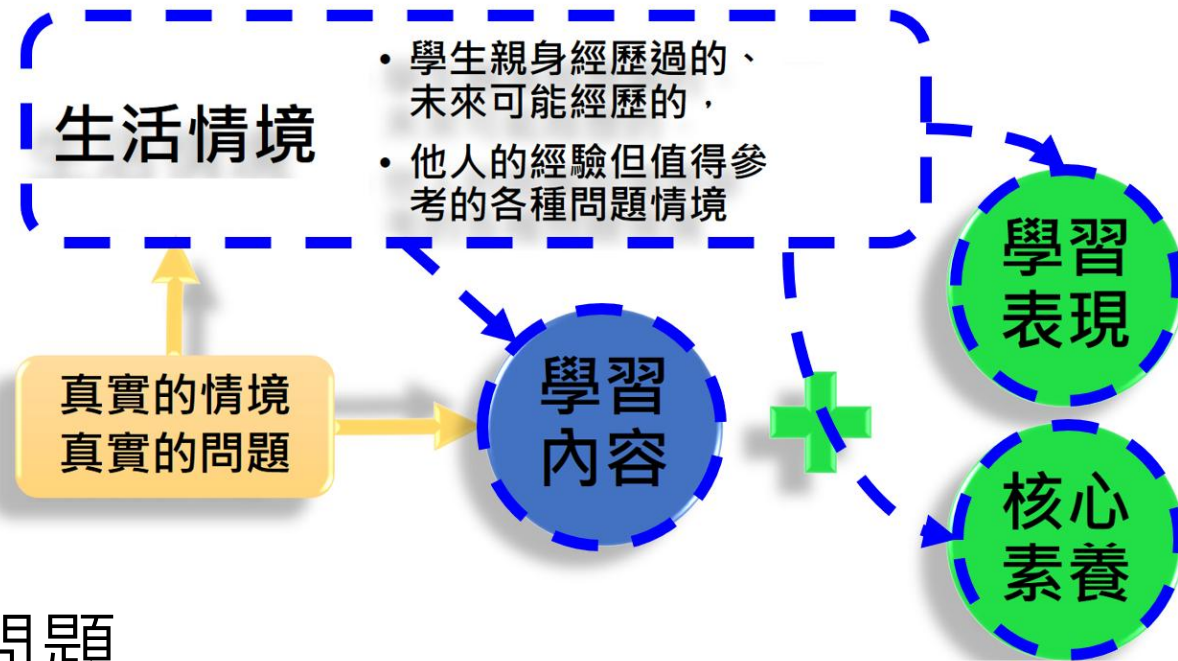 生活情境
• 學生親身經歷過的、
未來可能經歷的，
• 他人的經驗但值得參
考的各種問題情境
真實的情境
真實的問題
學習
內容
學習
表現
核心
素養